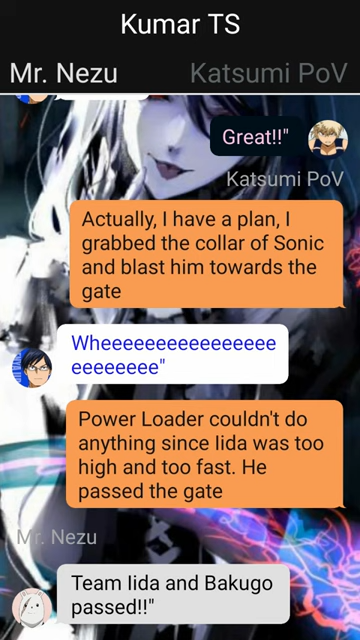 Kumar TS
Mr. Nezu
Katsumi PoV
Great!!"
Katsumi PoV
Actually, I have a plan, I
grabbed the collar of Sonic
and blast him towards the
gate
Wheeeeeeeeeeeeeeeee
eeeeeeee"
Power Loader couldn't do
anything since Iida was too
high and too fast. He
passed the gate
Mr. Nezu
Team Iida and Bakugo
passed!!"